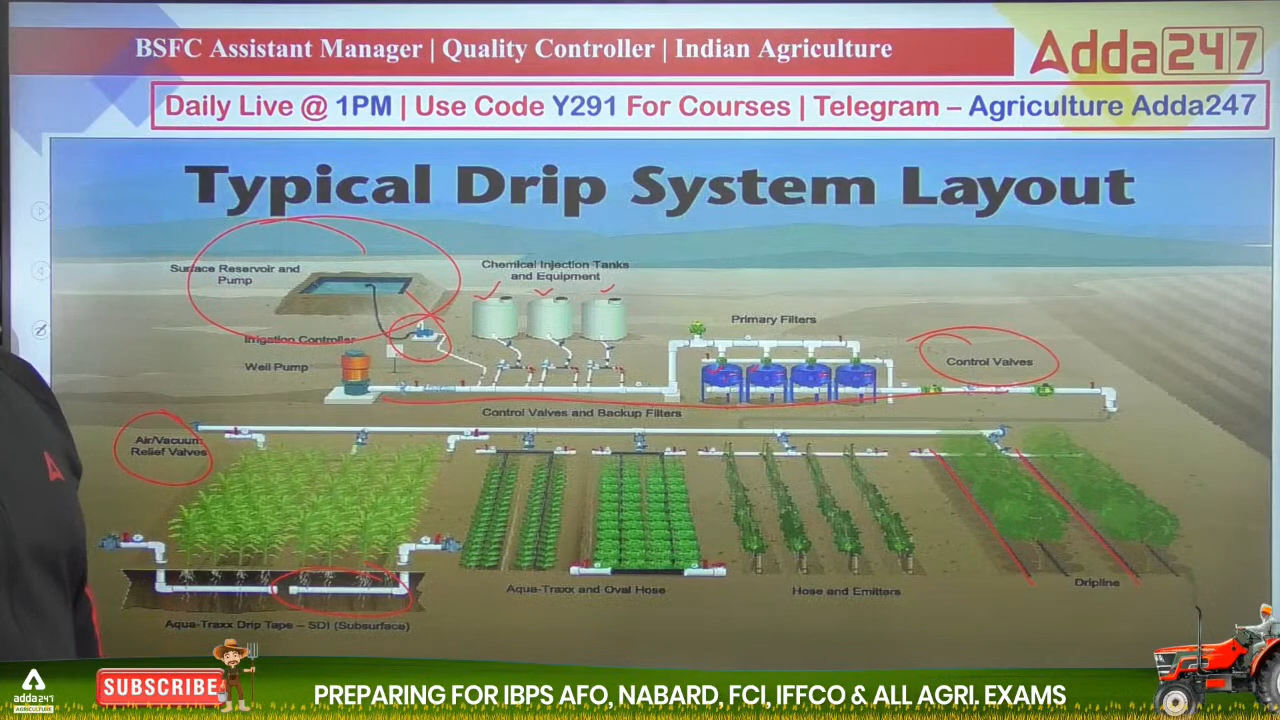 BSFC Assistant Manager | Quality Controller | Indian Agriculture
Adda247
Daily Live @ 1PM | Use Code Y291 For Courses | Telegram – Agriculture Adda247
Typical Drip System Layout
Surface Reservoir and
Pump
Chemical Injection Tanks
and Equipment
Primary Filters
Irrigation Controller
Control Valves
Well Pump
Control Valves and Backup Filters
Air/Vacuum
Relief Valves
Aqua-Traxx and Oval Hose
Hose and Emitters
Dripline
Aqua-Traxx Drip Tape – SDI (Subsurface)
adda247
AGRICULTURE
SUBSCRIBE
PREPARING FOR IBPS AFO, NABARD, FCI, IFFCO & ALL AGRI. EXAMS